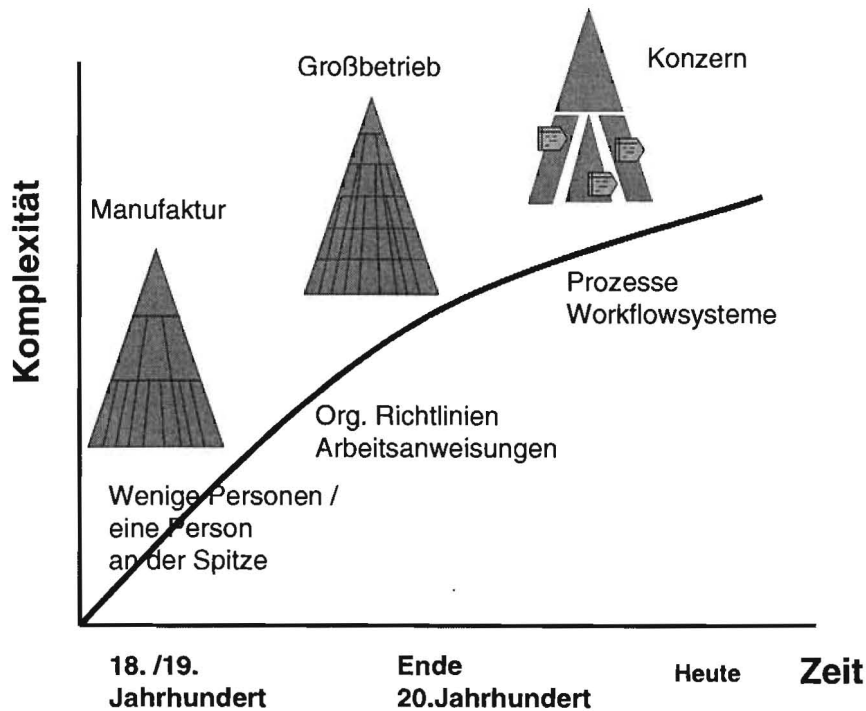 Großbetrieb
Konzern
Manufaktur
Komplexität
Prozesse
Workflowsysteme
Org. Richtlinien
Arbeitsanweisungen
Wenige Personen /
eine Person
an der Spitze
18. /19.
Jahrhundert
Ende
20.Jahrhundert
Heute
Zeit